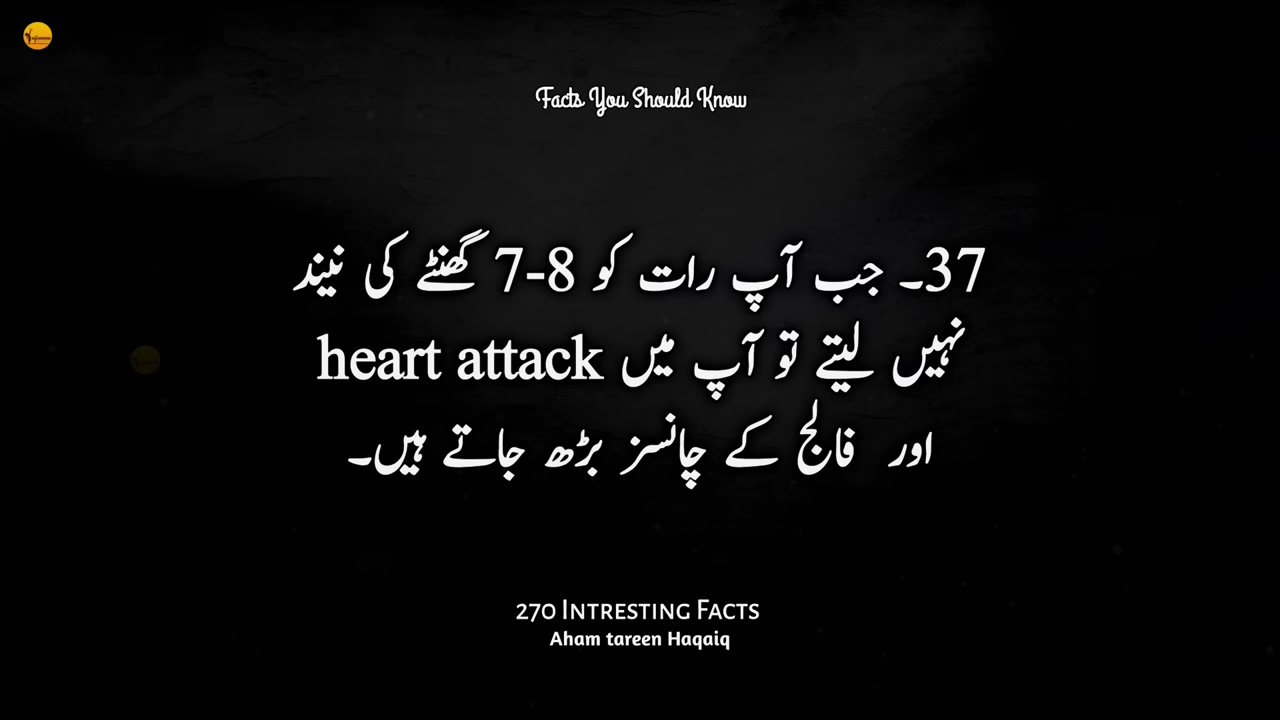 Facts You Should Know
37۔ جب آپ رات کو 8-7 گھنٹے کی نیند
نہیں لیتے تو آپ میں heart attack
اور فالج کے چانسز بڑھ جاتے ہیں۔
270 Intresting Facts
Aham tareen Haqaiq